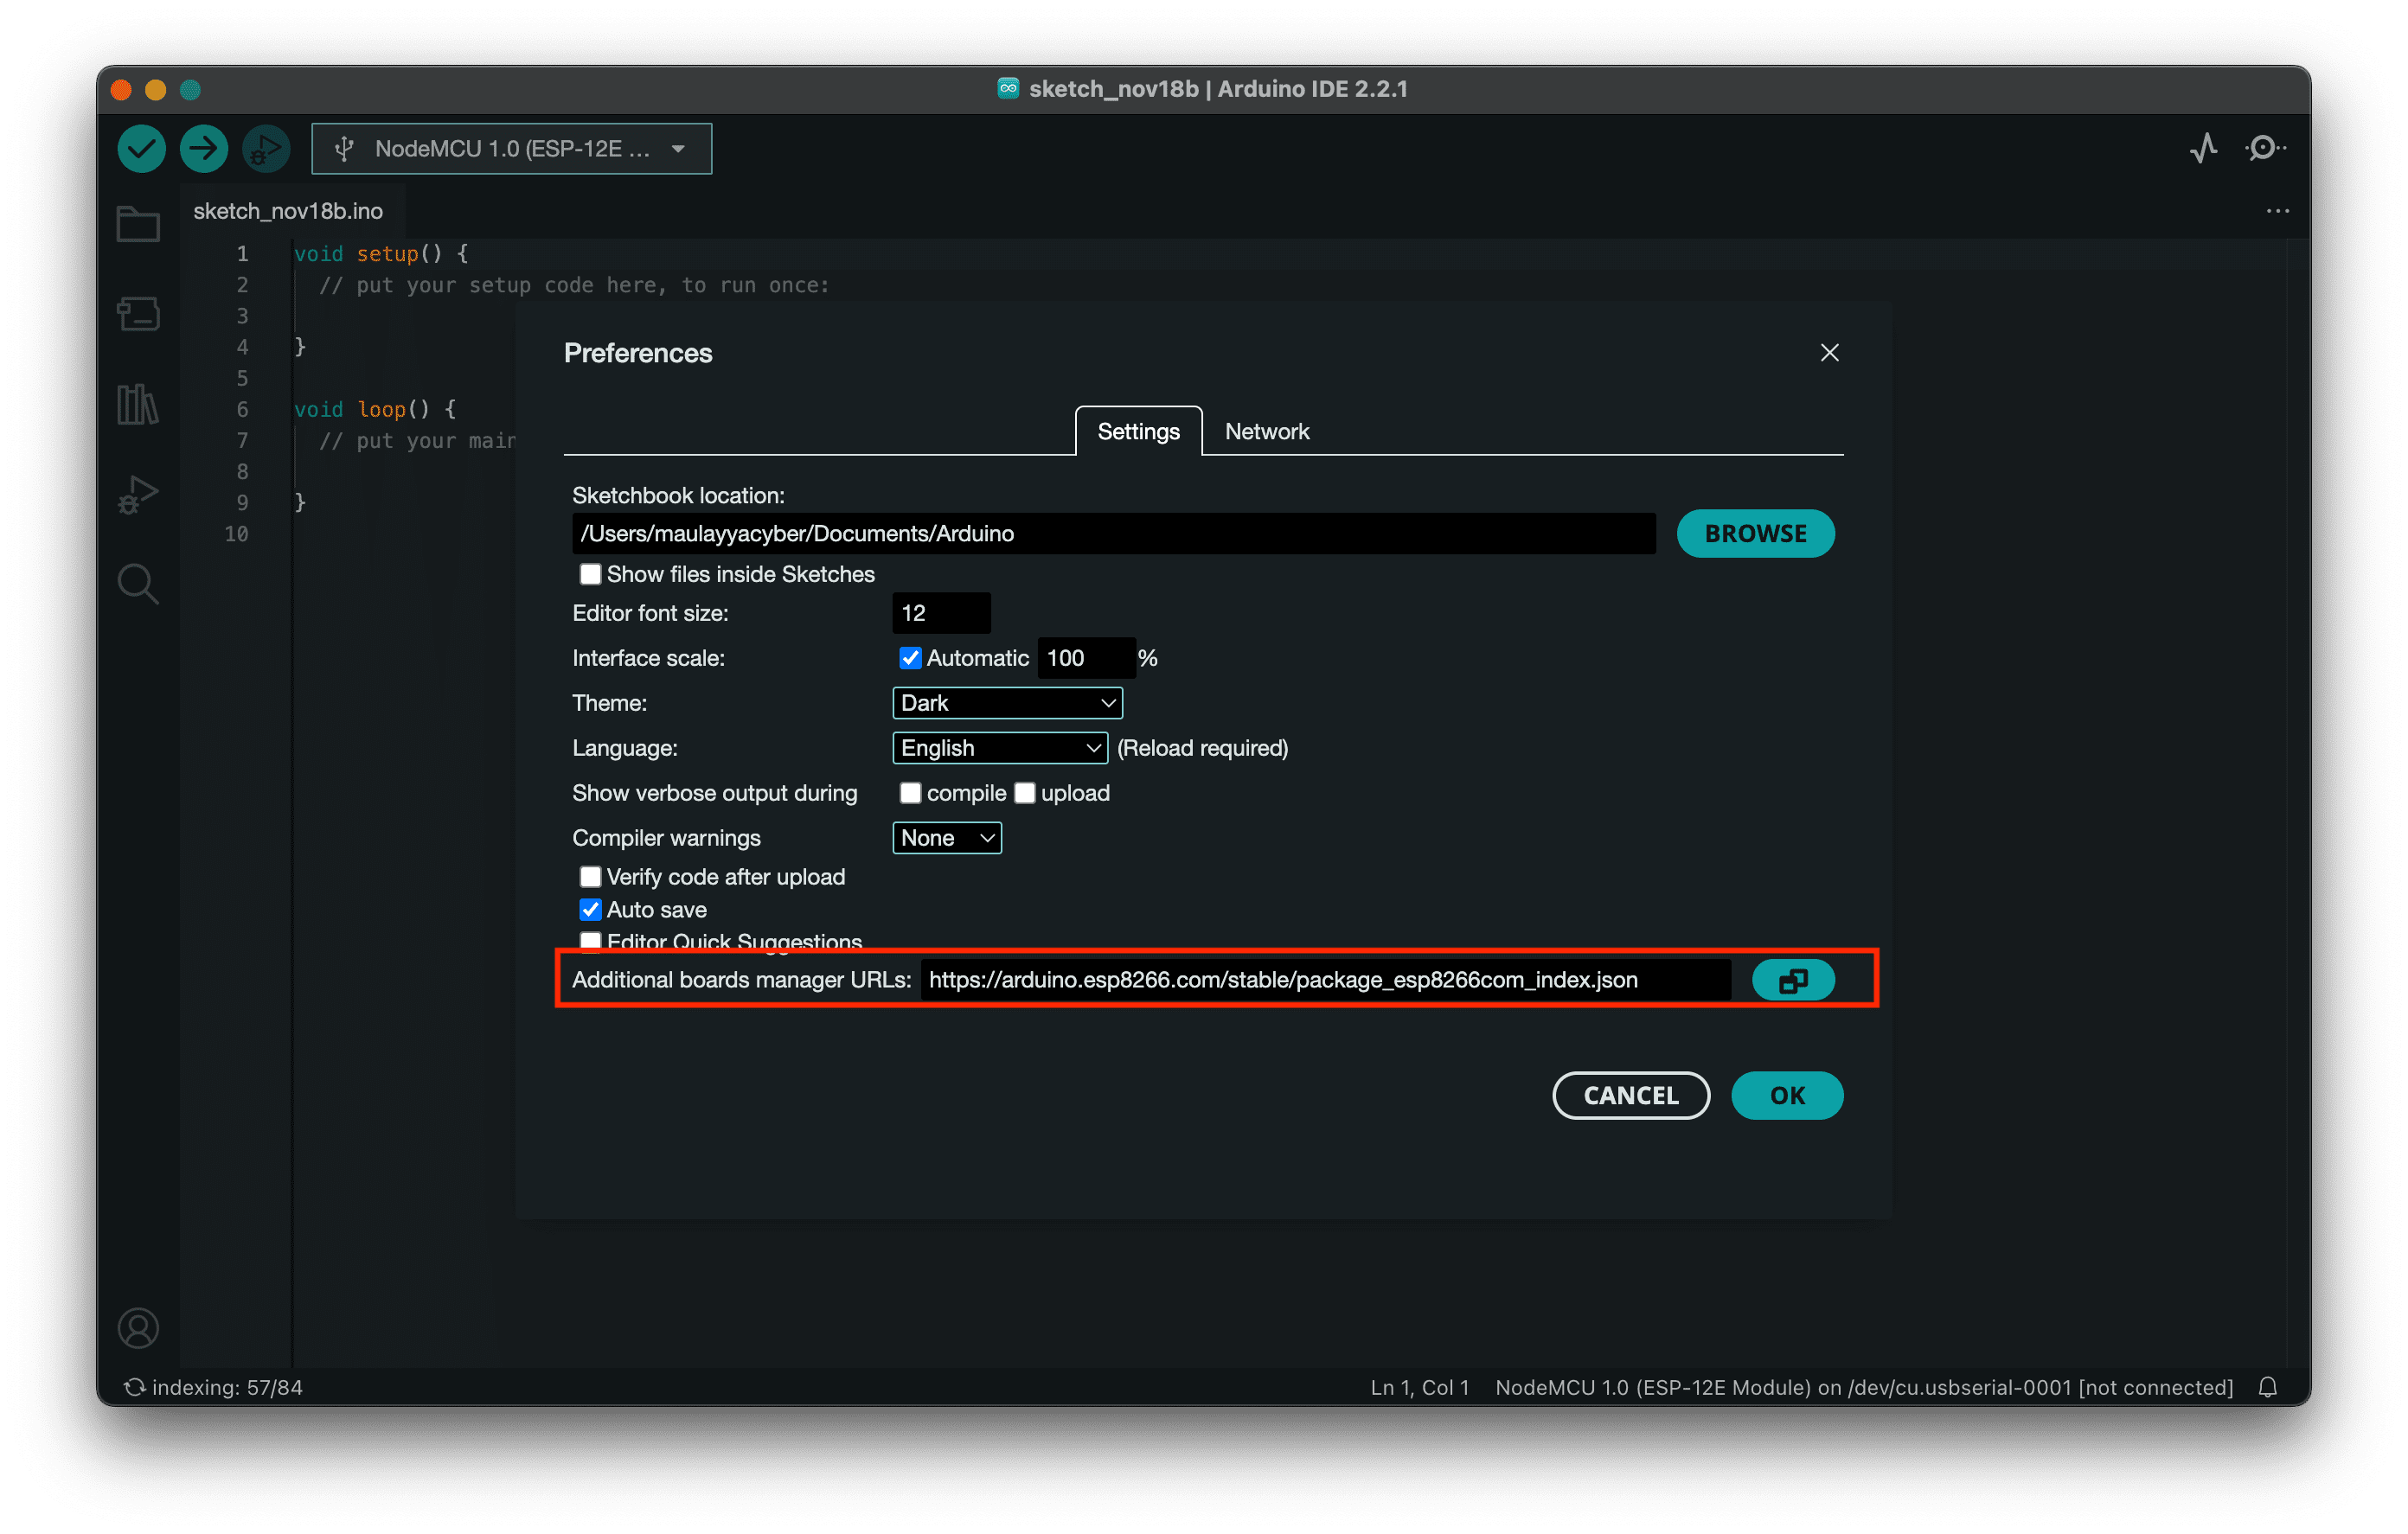 sketch_nov18b | Arduino IDE 2.2.1
NodeMCU 1.0 (ESP-12E ...
sketch_nov18b.ino
1 void setup() {
2 // put your setup code here, to run once:
3
4 }
5
6 void loop() {
7 // put your main
8
9 }
10
Preferences
Settings Network
Sketchbook location:
/Users/maulayyacyber/Documents/Arduino BROWSE
Show files inside Sketches
Editor font size: 12
Interface scale: Automatic 100 %
Theme: Dark
Language: English (Reload required)
Show verbose output during compile upload
Compiler warnings None
Verify code after upload
Auto save
Editor Quick Suggestions
Additional boards manager URLs: https://arduino.esp8266.com/stable/package_esp8266com_index.json
CANCEL OK
indexing: 57/84 Ln 1, Col 1 NodeMCU 1.0 (ESP-12E Module) on /dev/cu.usbserial-0001 [not connected]